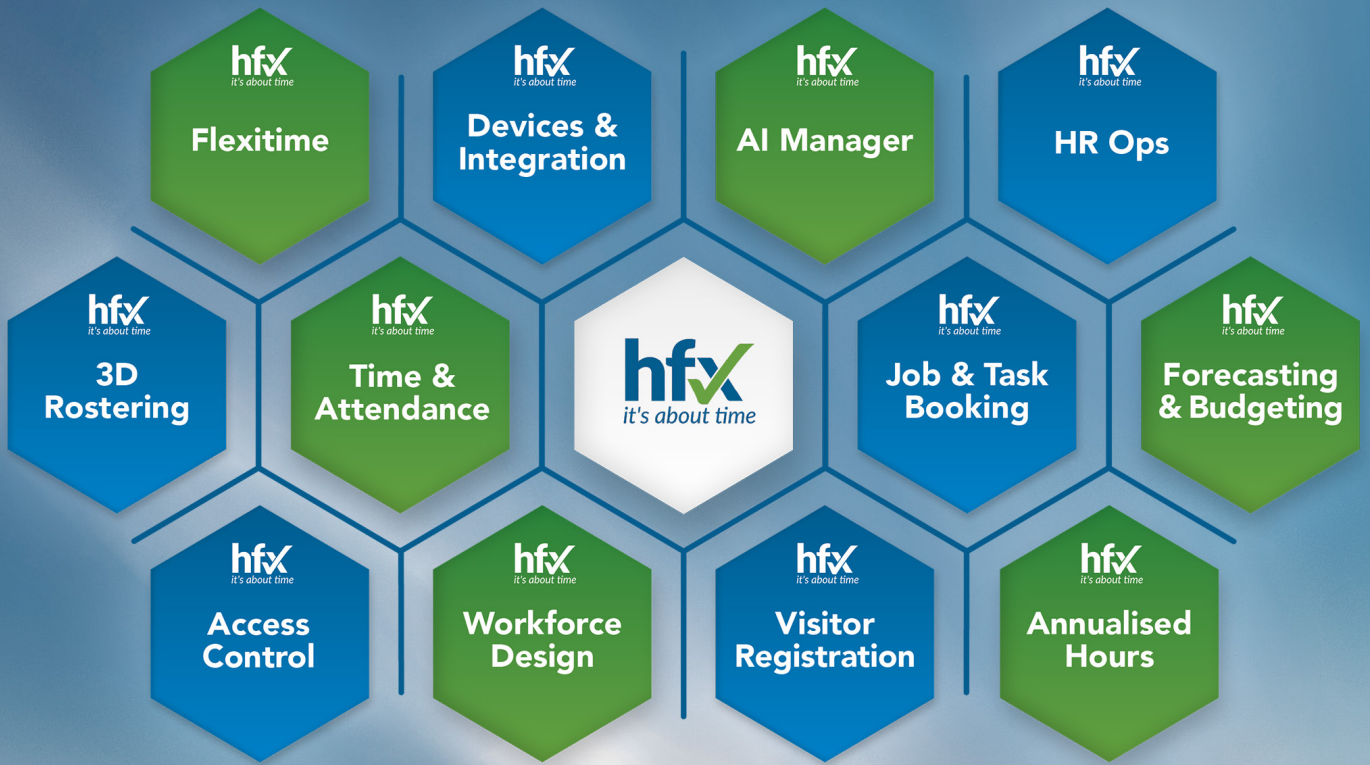 hfx
it's about time
Flexitime
hfx
it's about time
Devices &
Integration
hfx
it's about time
AI Manager
hfx
it's about time
HR Ops
hfx
it's about time
3D
Rostering
hfx
it's about time
Time &
Attendance
hfx
it's about time
hfx
it's about time
Job & Task
Booking
hfx
it's about time
Forecasting
& Budgeting
hfx
it's about time
Access
Control
hfx
it's about time
Workforce
Design
hfx
it's about time
Visitor
Registration
hfx
it's about time
Annualised
Hours